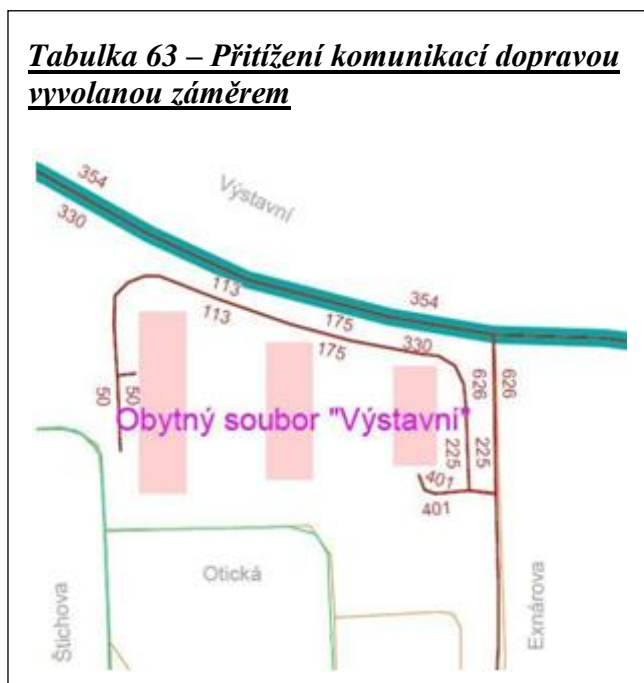 Tabulka 63 – Přitížení komunikací dopravou
vyvolanou záměrem
354
330
Výstavní
113
113
354
175
175
330
626
626
50
50
Obytný soubor "Výstavní"
225
225
401
401
Otická
Štichova
Exnárova